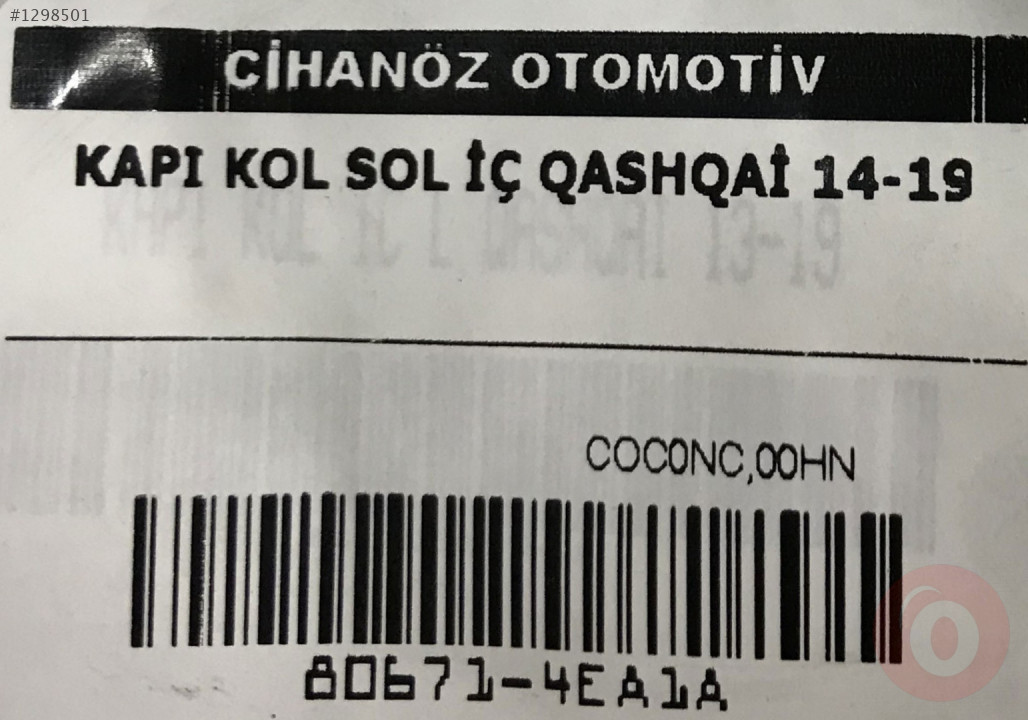 #1298501
CİHANÖZ OTOMOTİV
KAPI KOL SOL İÇ QASHQAİ 14-19
COC0NC,00HN
80671-4EA1A